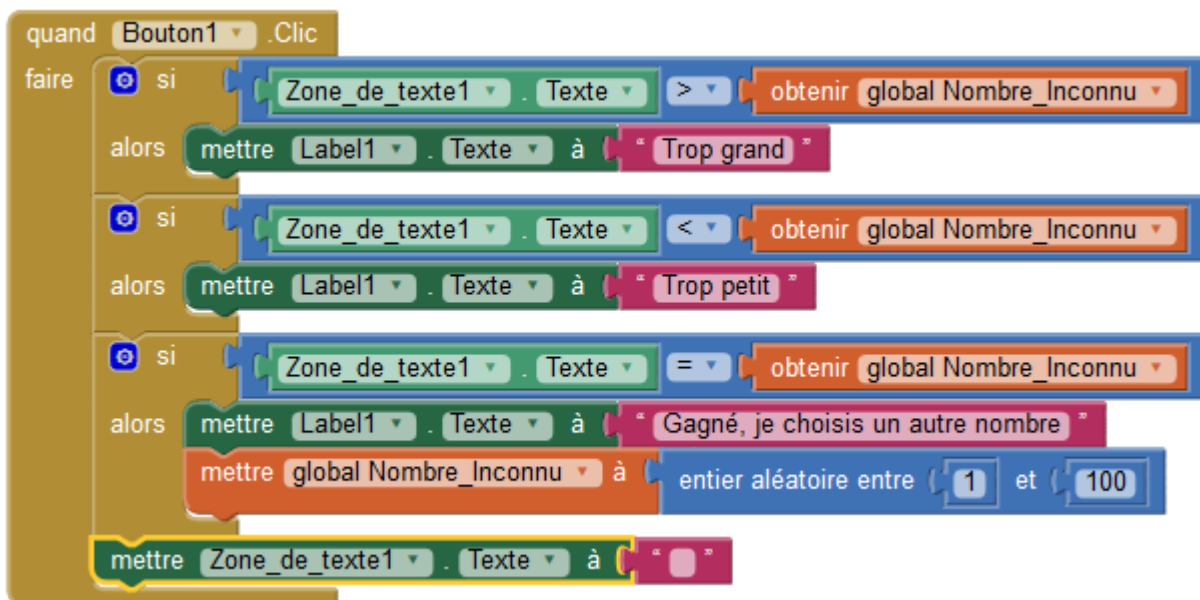 quand Bouton1 .Clic
faire si Zone_de_texte1 . Texte > obtenir global Nombre_Inconnu
alors mettre Label1 . Texte à " Trop grand "
si Zone_de_texte1 . Texte < obtenir global Nombre_Inconnu
alors mettre Label1 . Texte à " Trop petit "
si Zone_de_texte1 . Texte = obtenir global Nombre_Inconnu
alors mettre Label1 . Texte à " Gagné, je choisis un autre nombre "
mettre global Nombre_Inconnu à entier aléatoire entre 1 et 100
mettre Zone_de_texte1 . Texte à " "